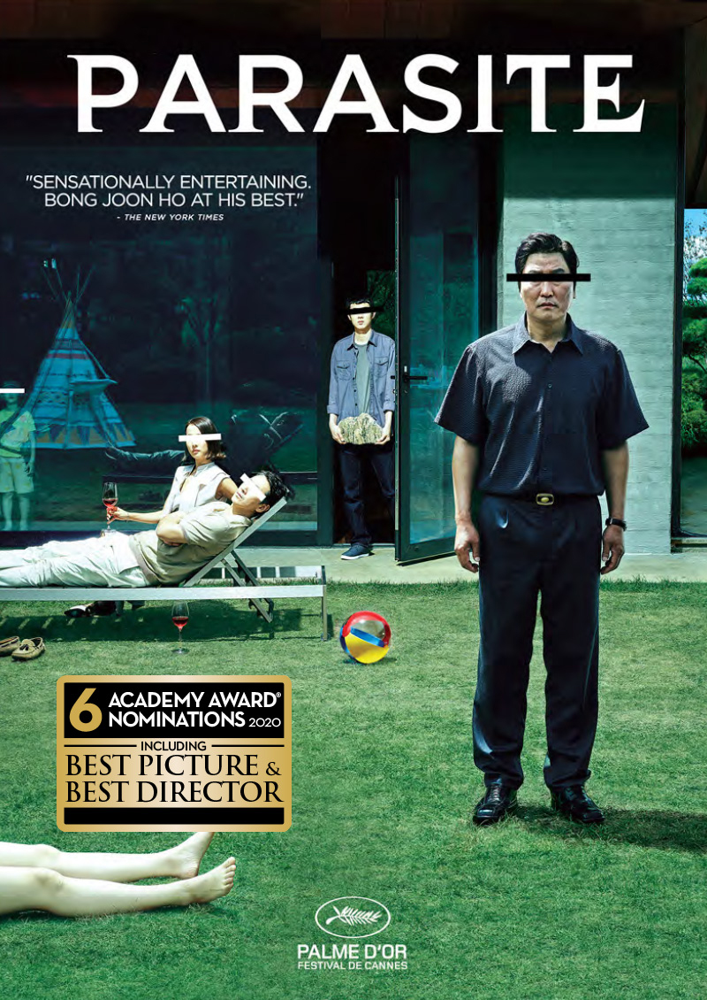 PARASITE
"SENSATIONALLY ENTERTAINING.
BONG JOON HO AT HIS BEST."
- THE NEW YORK TIMES
6 ACADEMY AWARD®
NOMINATIONS 2020
INCLUDING
BEST PICTURE &
BEST DIRECTOR
PALME D'OR
FESTIVAL DE CANNES